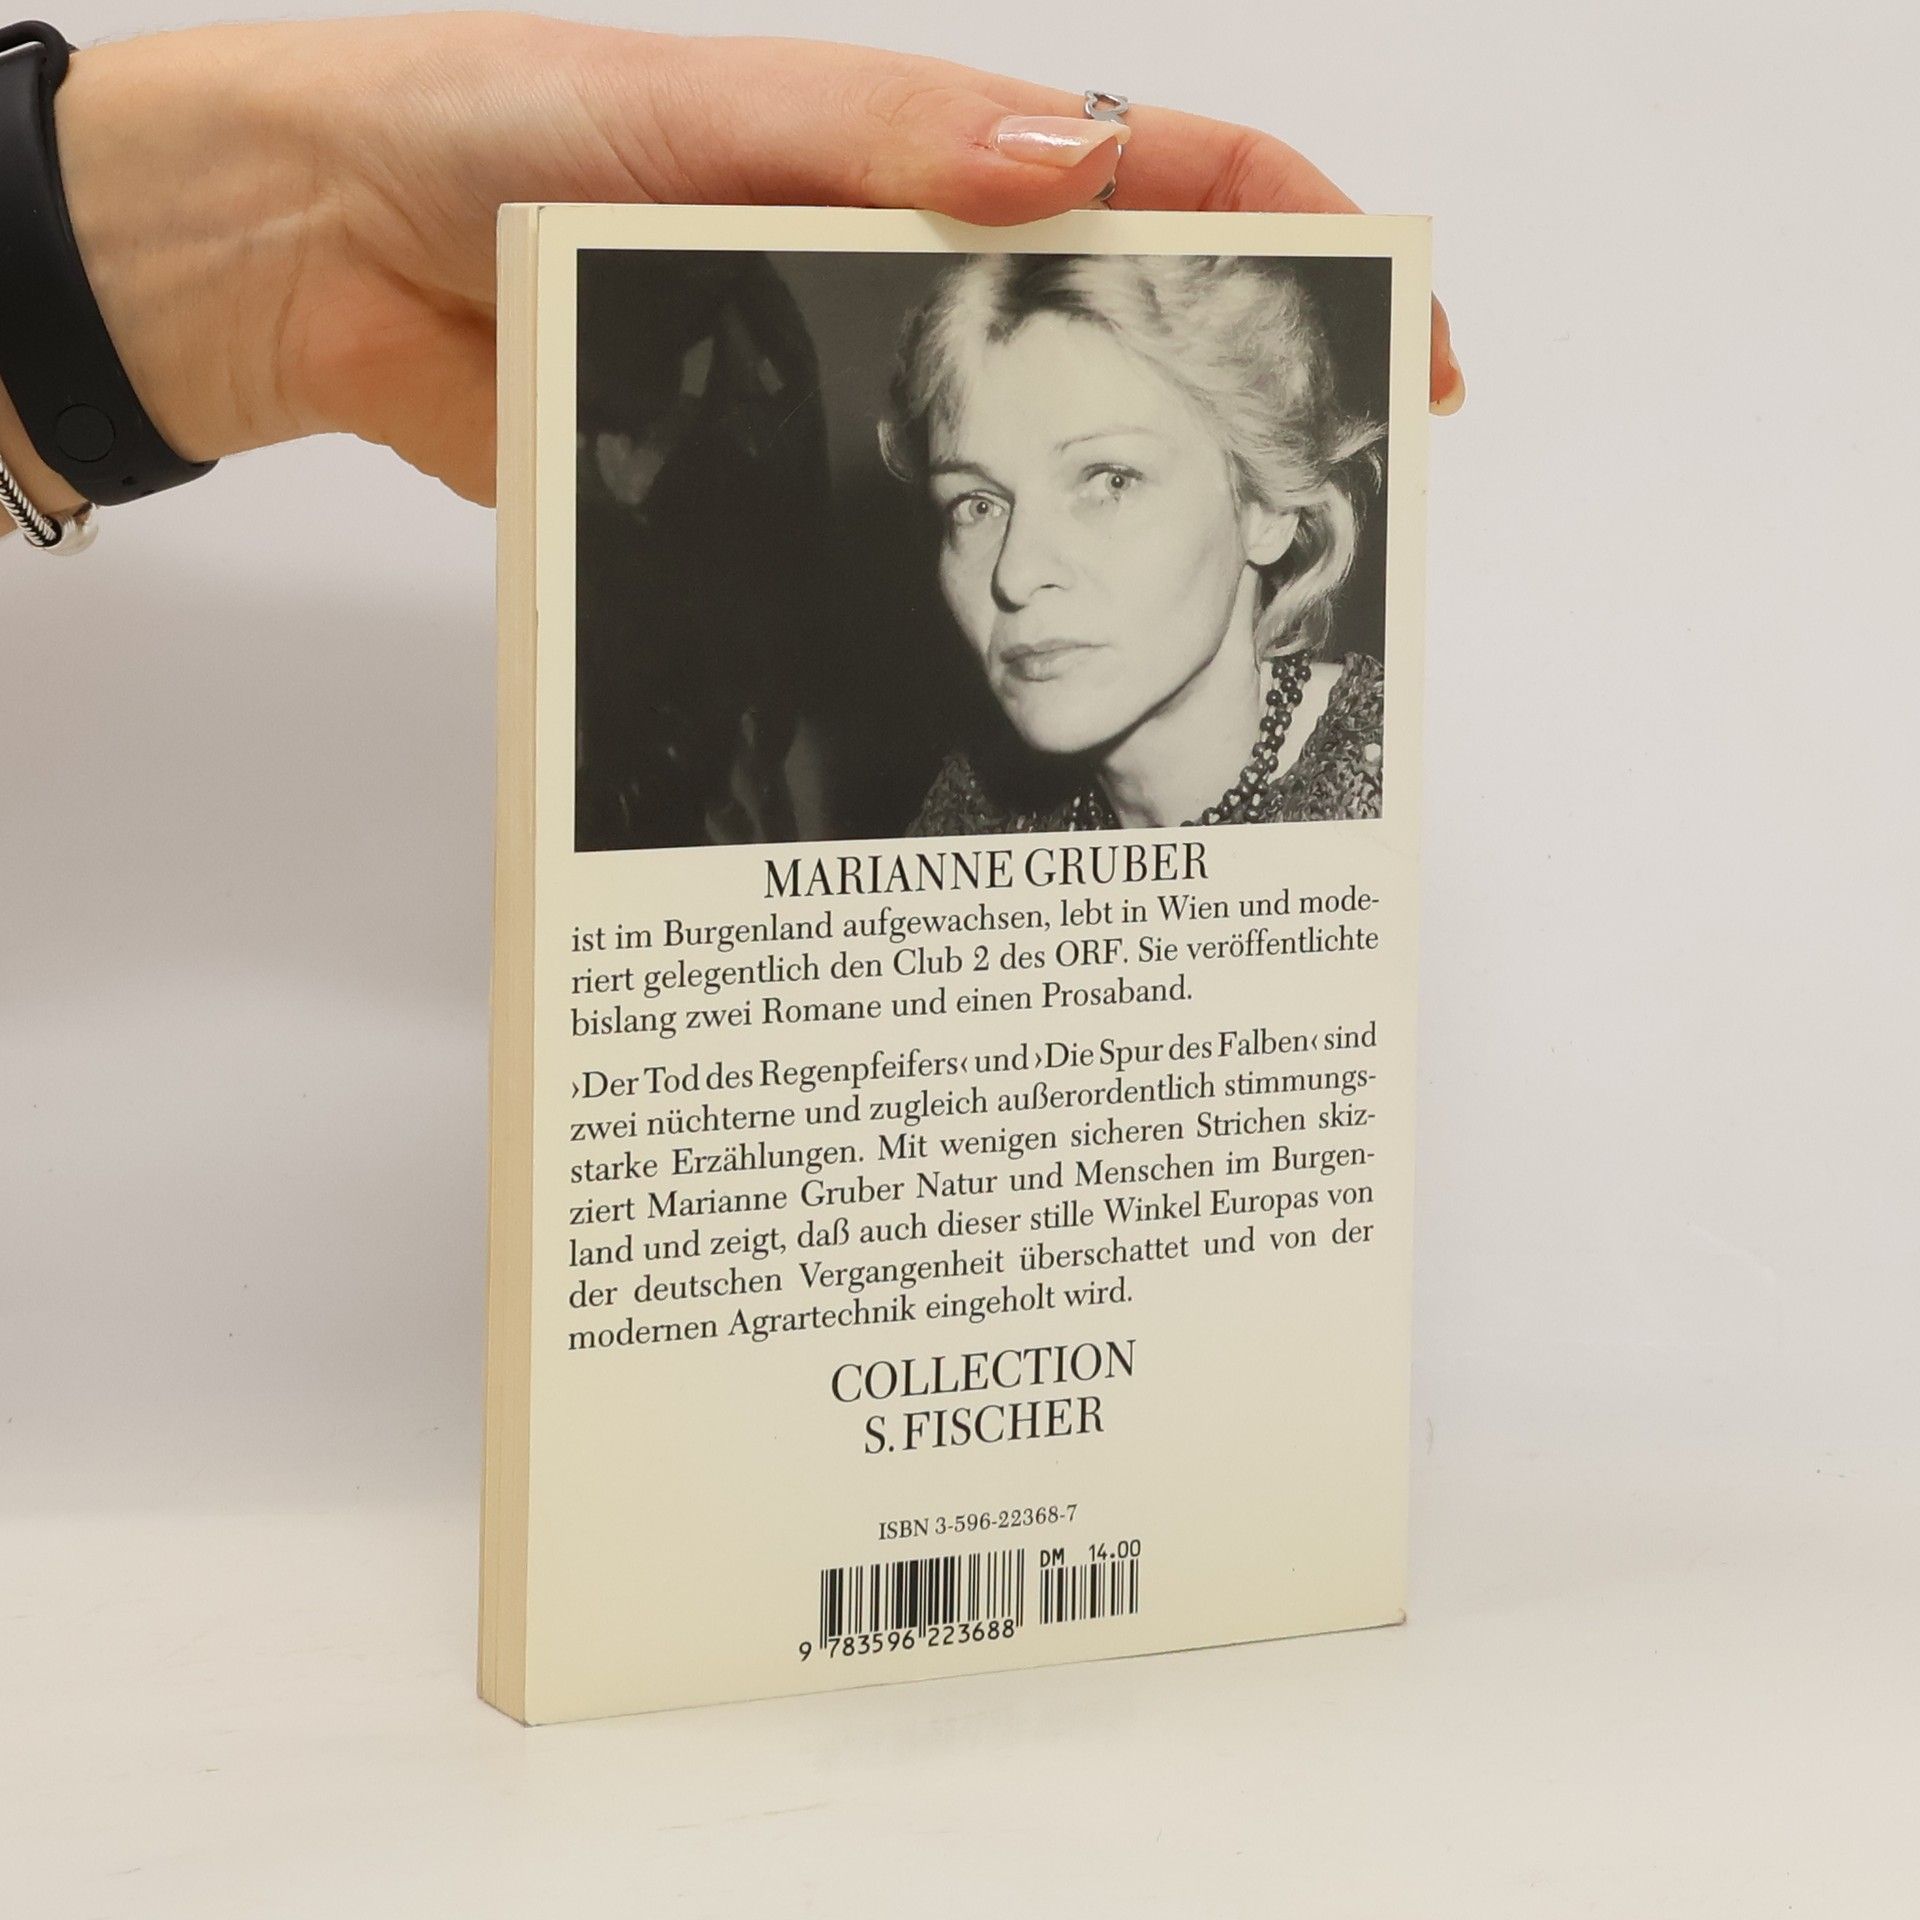 MARIANNE GRUBER
ist im Burgenland aufgewachsen, lebt in Wien und mode-
riert gelegentlich den Club 2 des ORF. Sie veröffentlichte
bislang zwei Romane und einen Prosaband.
›Der Tod des Regenpfeifers‹ und ›Die Spur des Falben‹ sind
zwei nüchterne und zugleich außerordentlich stimmungs-
starke Erzählungen. Mit wenigen sicheren Strichen skiz-
ziert Marianne Gruber Natur und Menschen im Burgen-
land und zeigt, daß auch dieser stille Winkel Europas von
der deutschen Vergangenheit überschattet und von der
modernen Agrartechnik eingeholt wird.
COLLECTION
S. FISCHER
ISBN 3-596-22368-7
DM 14.00
9 783596 223688